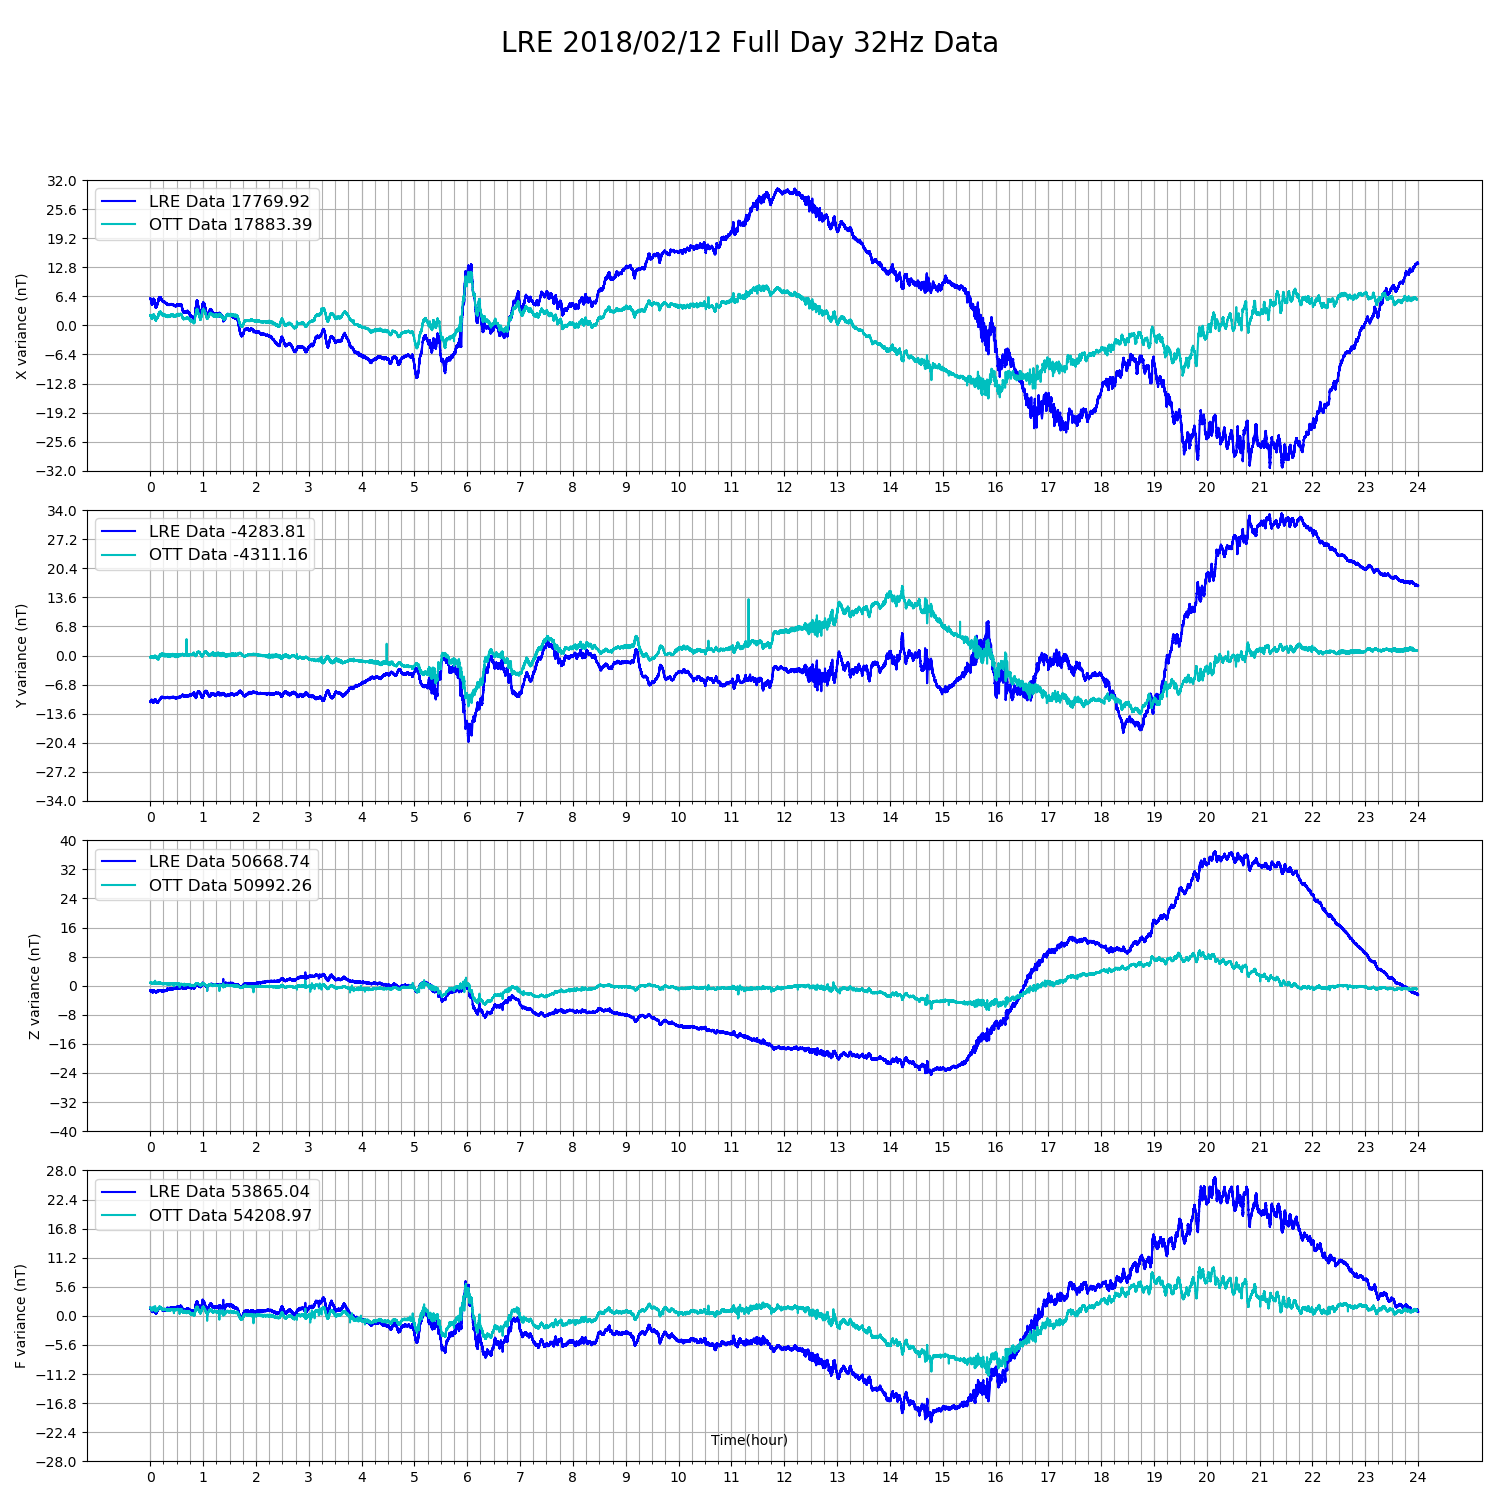 LRE 2018/02/12 Full Day 32Hz Data
X variance (nT)
32.0
25.6
19.2
12.8
6.4
0.0
−6.4
−12.8
−19.2
−25.6
−32.0
LRE Data 17769.92
OTT Data 17883.39
0 1 2 3 4 5 6 7 8 9 10 11 12 13 14 15 16 17 18 19 20 21 22 23 24
Y variance (nT)
34.0
27.2
20.4
13.6
6.8
0.0
−6.8
−13.6
−20.4
−27.2
−34.0
LRE Data -4283.81
OTT Data -4311.16
0 1 2 3 4 5 6 7 8 9 10 11 12 13 14 15 16 17 18 19 20 21 22 23 24
Z variance (nT)
40
32
24
16
8
0
−8
−16
−24
−32
−40
LRE Data 50668.74
OTT Data 50992.26
0 1 2 3 4 5 6 7 8 9 10 11 12 13 14 15 16 17 18 19 20 21 22 23 24
F variance (nT)
28.0
22.4
16.8
11.2
5.6
0.0
−5.6
−11.2
−16.8
−22.4
−28.0
LRE Data 53865.04
OTT Data 54208.97
Time(hour)
0 1 2 3 4 5 6 7 8 9 10 11 12 13 14 15 16 17 18 19 20 21 22 23 24